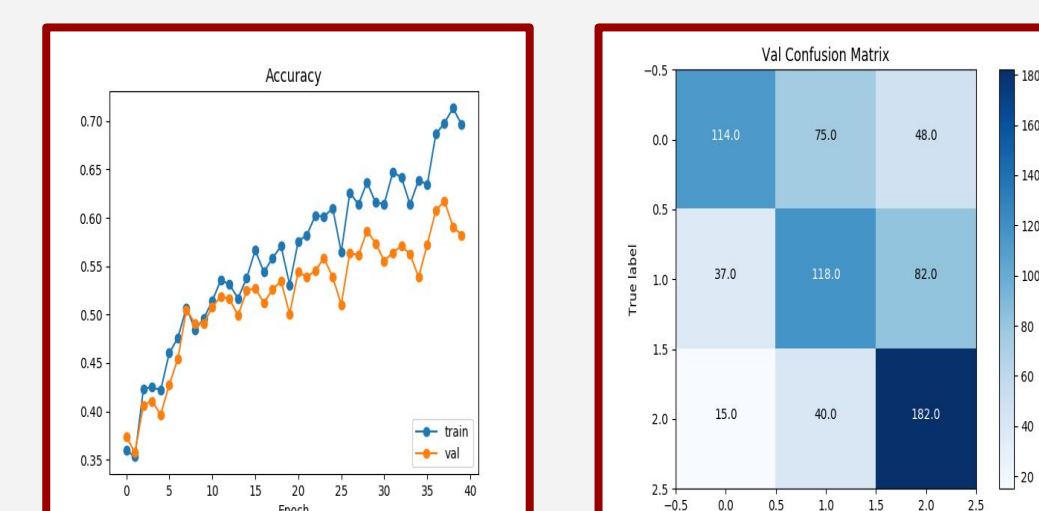 Accuracy
0.70
0.65
0.60
0.55
0.50
0.45
0.40
0.35
train
val
0 5 10 15 20 25 30 35 40
Epoch
Val Confusion Matrix
−0.5
0.0
0.5
1.0
1.5
2.0
2.5
True label
114.0 75.0 48.0
37.0 118.0 82.0
15.0 40.0 182.0
−0.5 0.0 0.5 1.0 1.5 2.0 2.5
180
160
140
120
100
80
60
40
20